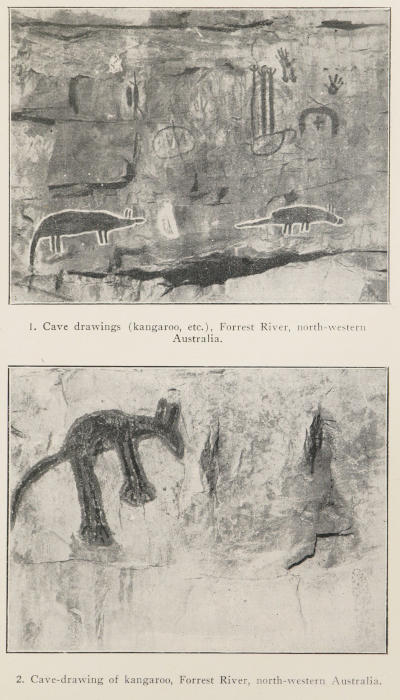 1. Cave drawings (kangaroo, etc.), Forrest River, north-western
Australia.
2. Cave-drawing of kangaroo, Forrest River, north-western Australia.